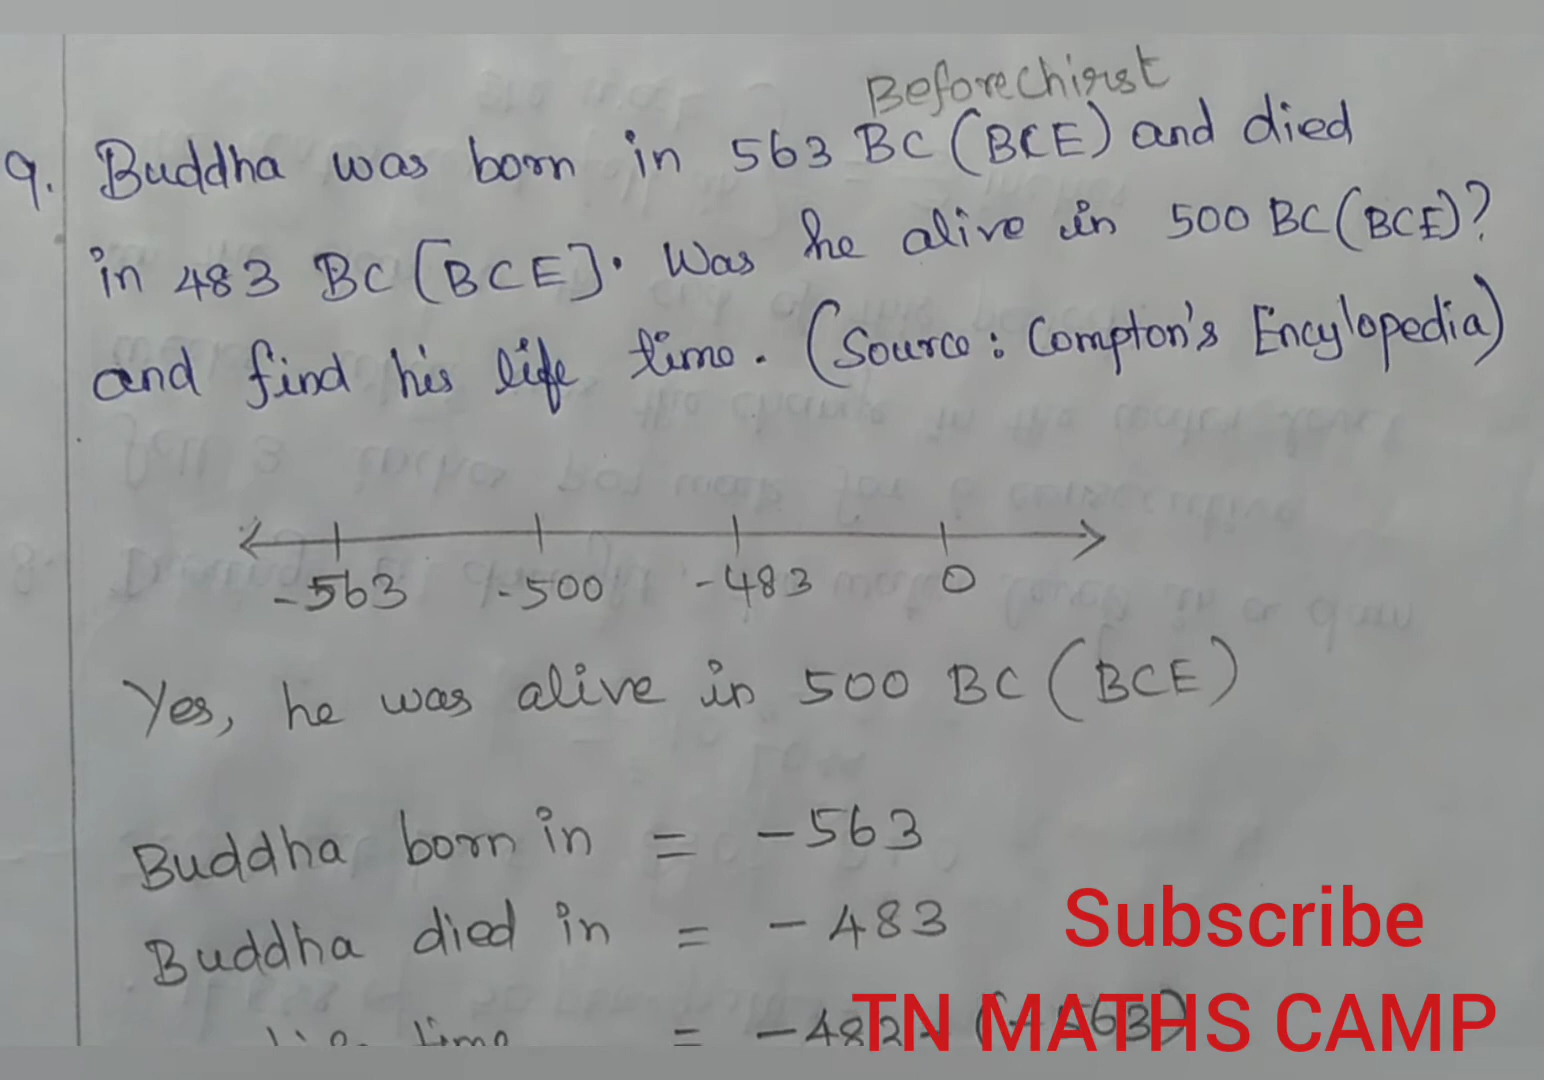 Before Chirst
9. Buddha was born in 563 BC (BCE) and died
in 483 BC [BCE]. Was he alive in 500 BC (BCE)?
and find his life time. (Source: Compton's Encylopedia)
-563 -500 -483 0
Yes, he was alive in 500 BC (BCE)
Buddha born in = -563
Buddha died in = -483
Subscribe
time = -48
TN MATHS CAMP